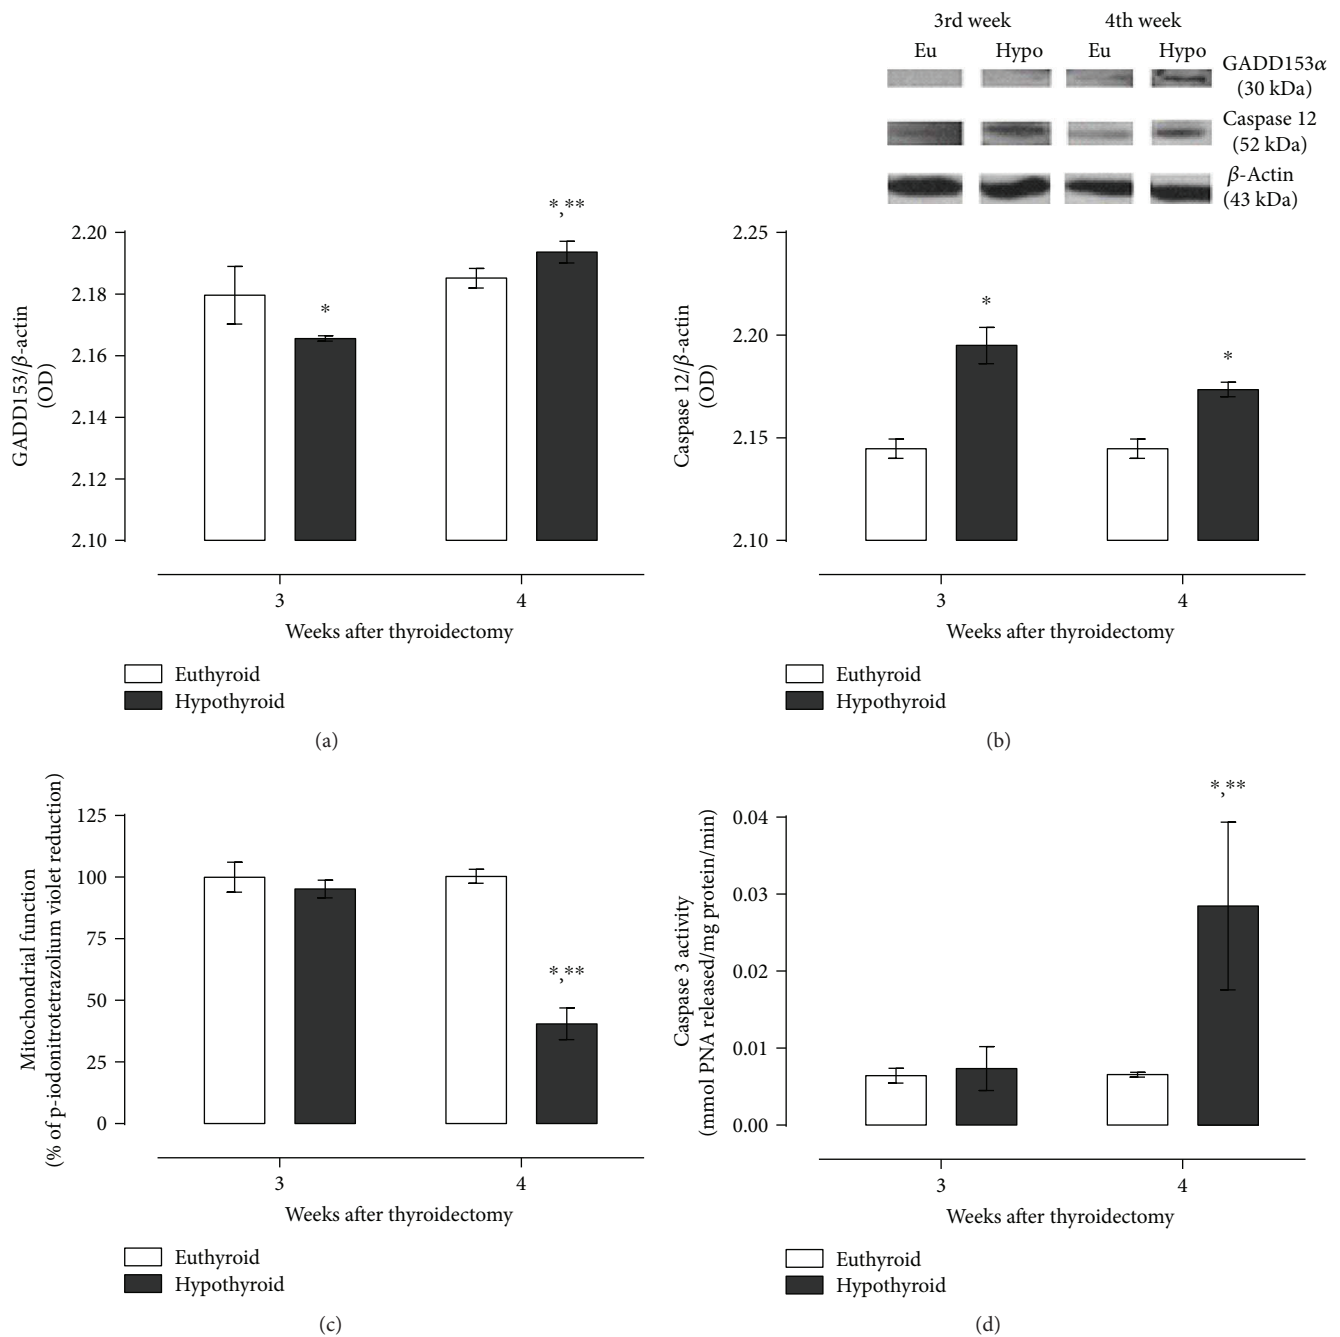 3rd week 4th week
Eu Hypo Eu Hypo
GADD153α
(30 kDa)
Caspase 12
(52 kDa)
β-Actin
(43 kDa)
GADD153/β-actin
(OD)
2.20
2.18
2.16
2.14
2.12
2.10
*
*,**
3 4
Weeks after thyroidectomy
Euthyroid
Hypothyroid
(a)
Caspase 12/β-actin
(OD)
2.25
2.20
2.15
2.10
*
*
3 4
Weeks after thyroidectomy
Euthyroid
Hypothyroid
(b)
Mitochondrial function
(% of p-iodonitrotetrazolium violet reduction)
125
100
75
50
25
0
*,**
3 4
Weeks after thyroidectomy
Euthyroid
Hypothyroid
(c)
Caspase 3 activity
(mmol PNA released/mg protein/min)
0.04
0.03
0.02
0.01
0.00
*,**
3 4
Weeks after thyroidectomy
Euthyroid
Hypothyroid
(d)